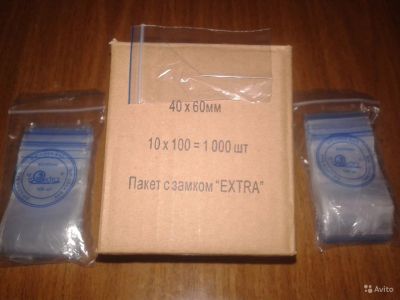 40 x 60мм
10 x 100 = 1 000 шт
Пакет с замком "EXTRA"
Avito